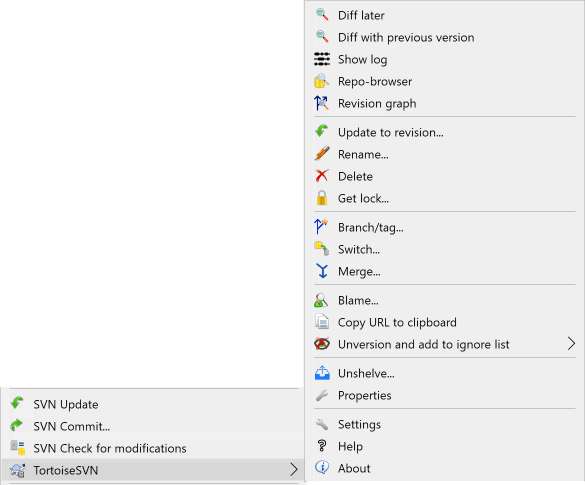 Diff later
Diff with previous version
Show log
Repo-browser
Revision graph
Update to revision...
Rename...
Delete
Get lock...
Branch/tag...
Switch...
Merge...
Blame...
Copy URL to clipboard
Unversion and add to ignore list
Unshelve...
Properties
Settings
Help
About
SVN Update
SVN Commit...
SVN Check for modifications
TortoiseSVN